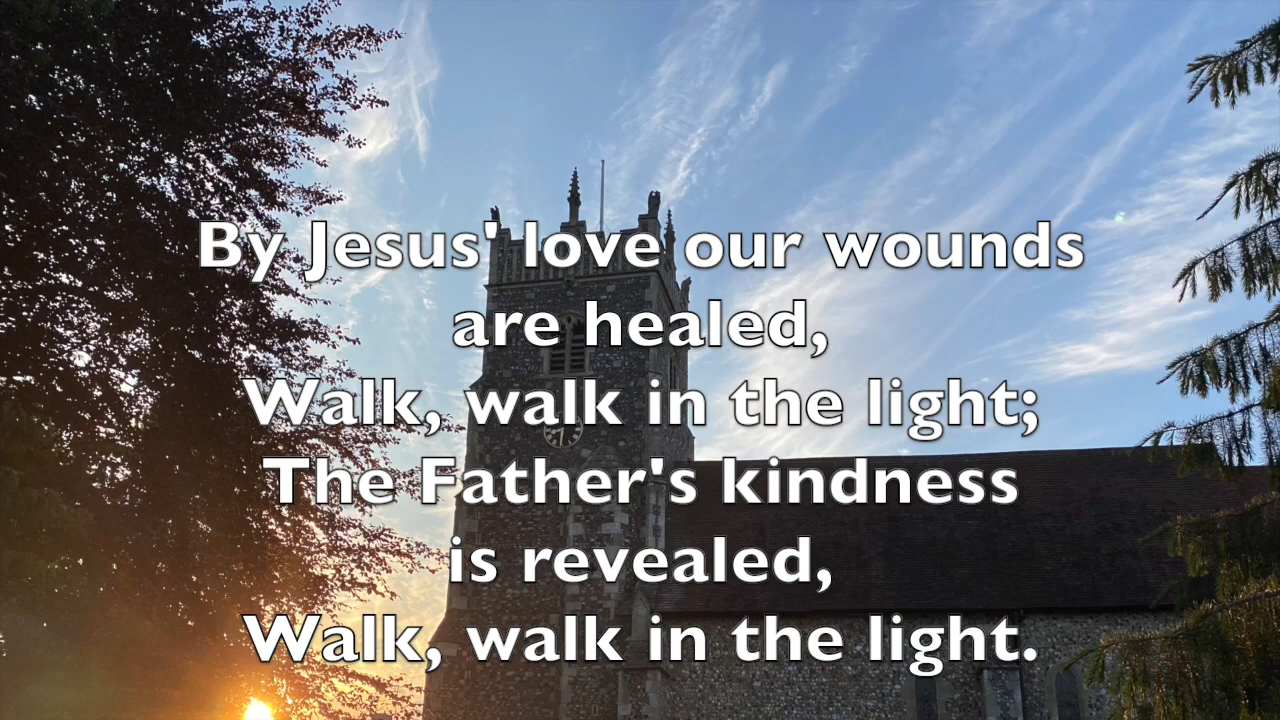 By Jesus' love our wounds
are healed,
Walk, walk in the light;
The Father's kindness
is revealed,
Walk, walk in the light.